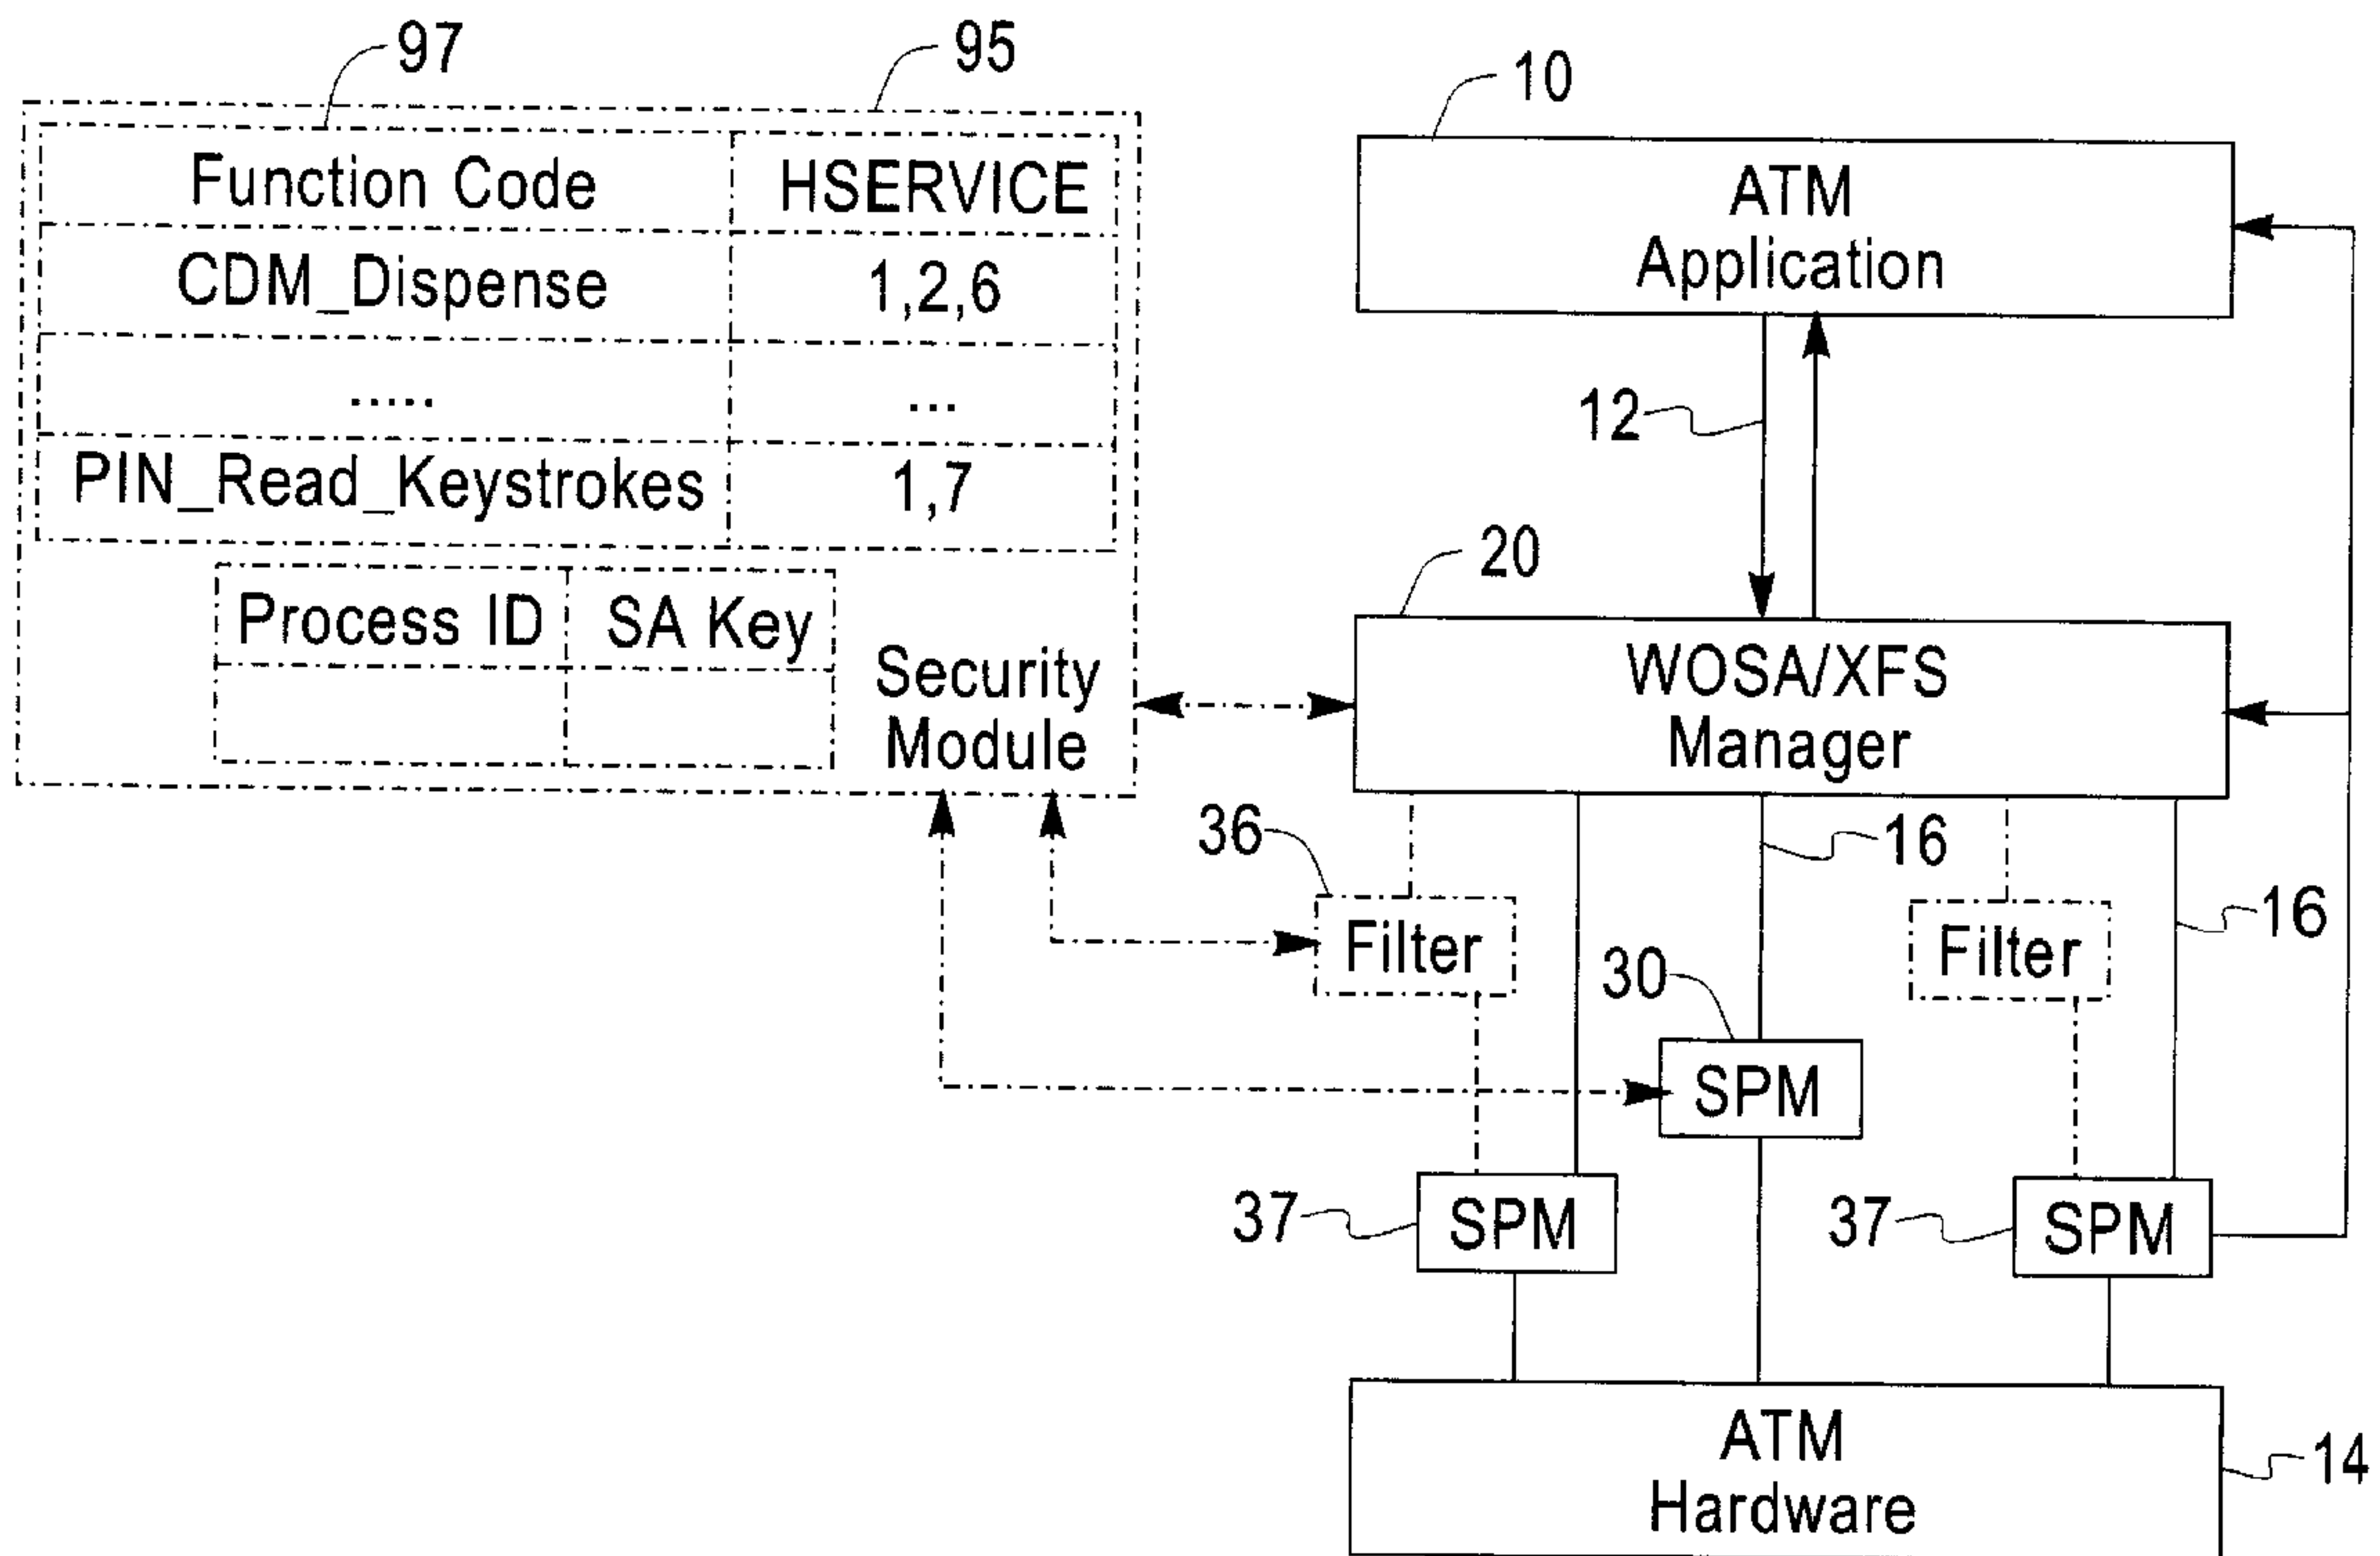 97
95
10
Function Code HSERVICE
CDM_Dispense 1,2,6
..... ...
PIN_Read_Keystrokes 1,7
Process ID SA Key
Security
Module
ATM
Application
12
20
WOSA/XFS
Manager
36
16
16
Filter
Filter
30
SPM
37
SPM
37
SPM
ATM
Hardware
14